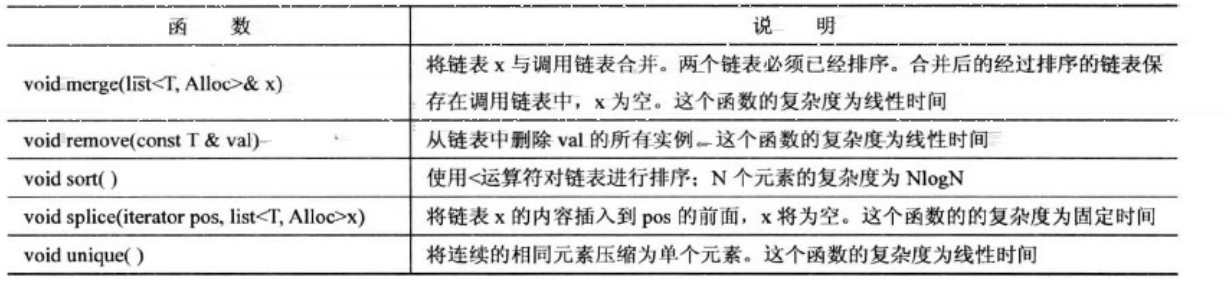 函 数 说 明
void merge(list<T, Alloc>& x) 将链表 x 与调用链表合并。两个链表必须已经排序。合并后的经过排序的链表保
存在调用链表中，x 为空。这个函数的复杂度为线性时间
void remove(const T & val) 从链表中删除 val 的所有实例。这个函数的复杂度为线性时间
void sort( ) 使用<运算符对链表进行排序；N 个元素的复杂度为 NlogN
void splice(iterator pos, list<T, Alloc>x) 将链表 x 的内容插入到 pos 的前面，x 将为空。这个函数的的复杂度为固定时间
void unique( ) 将连续的相同元素压缩为单个元素。这个函数的复杂度为线性时间